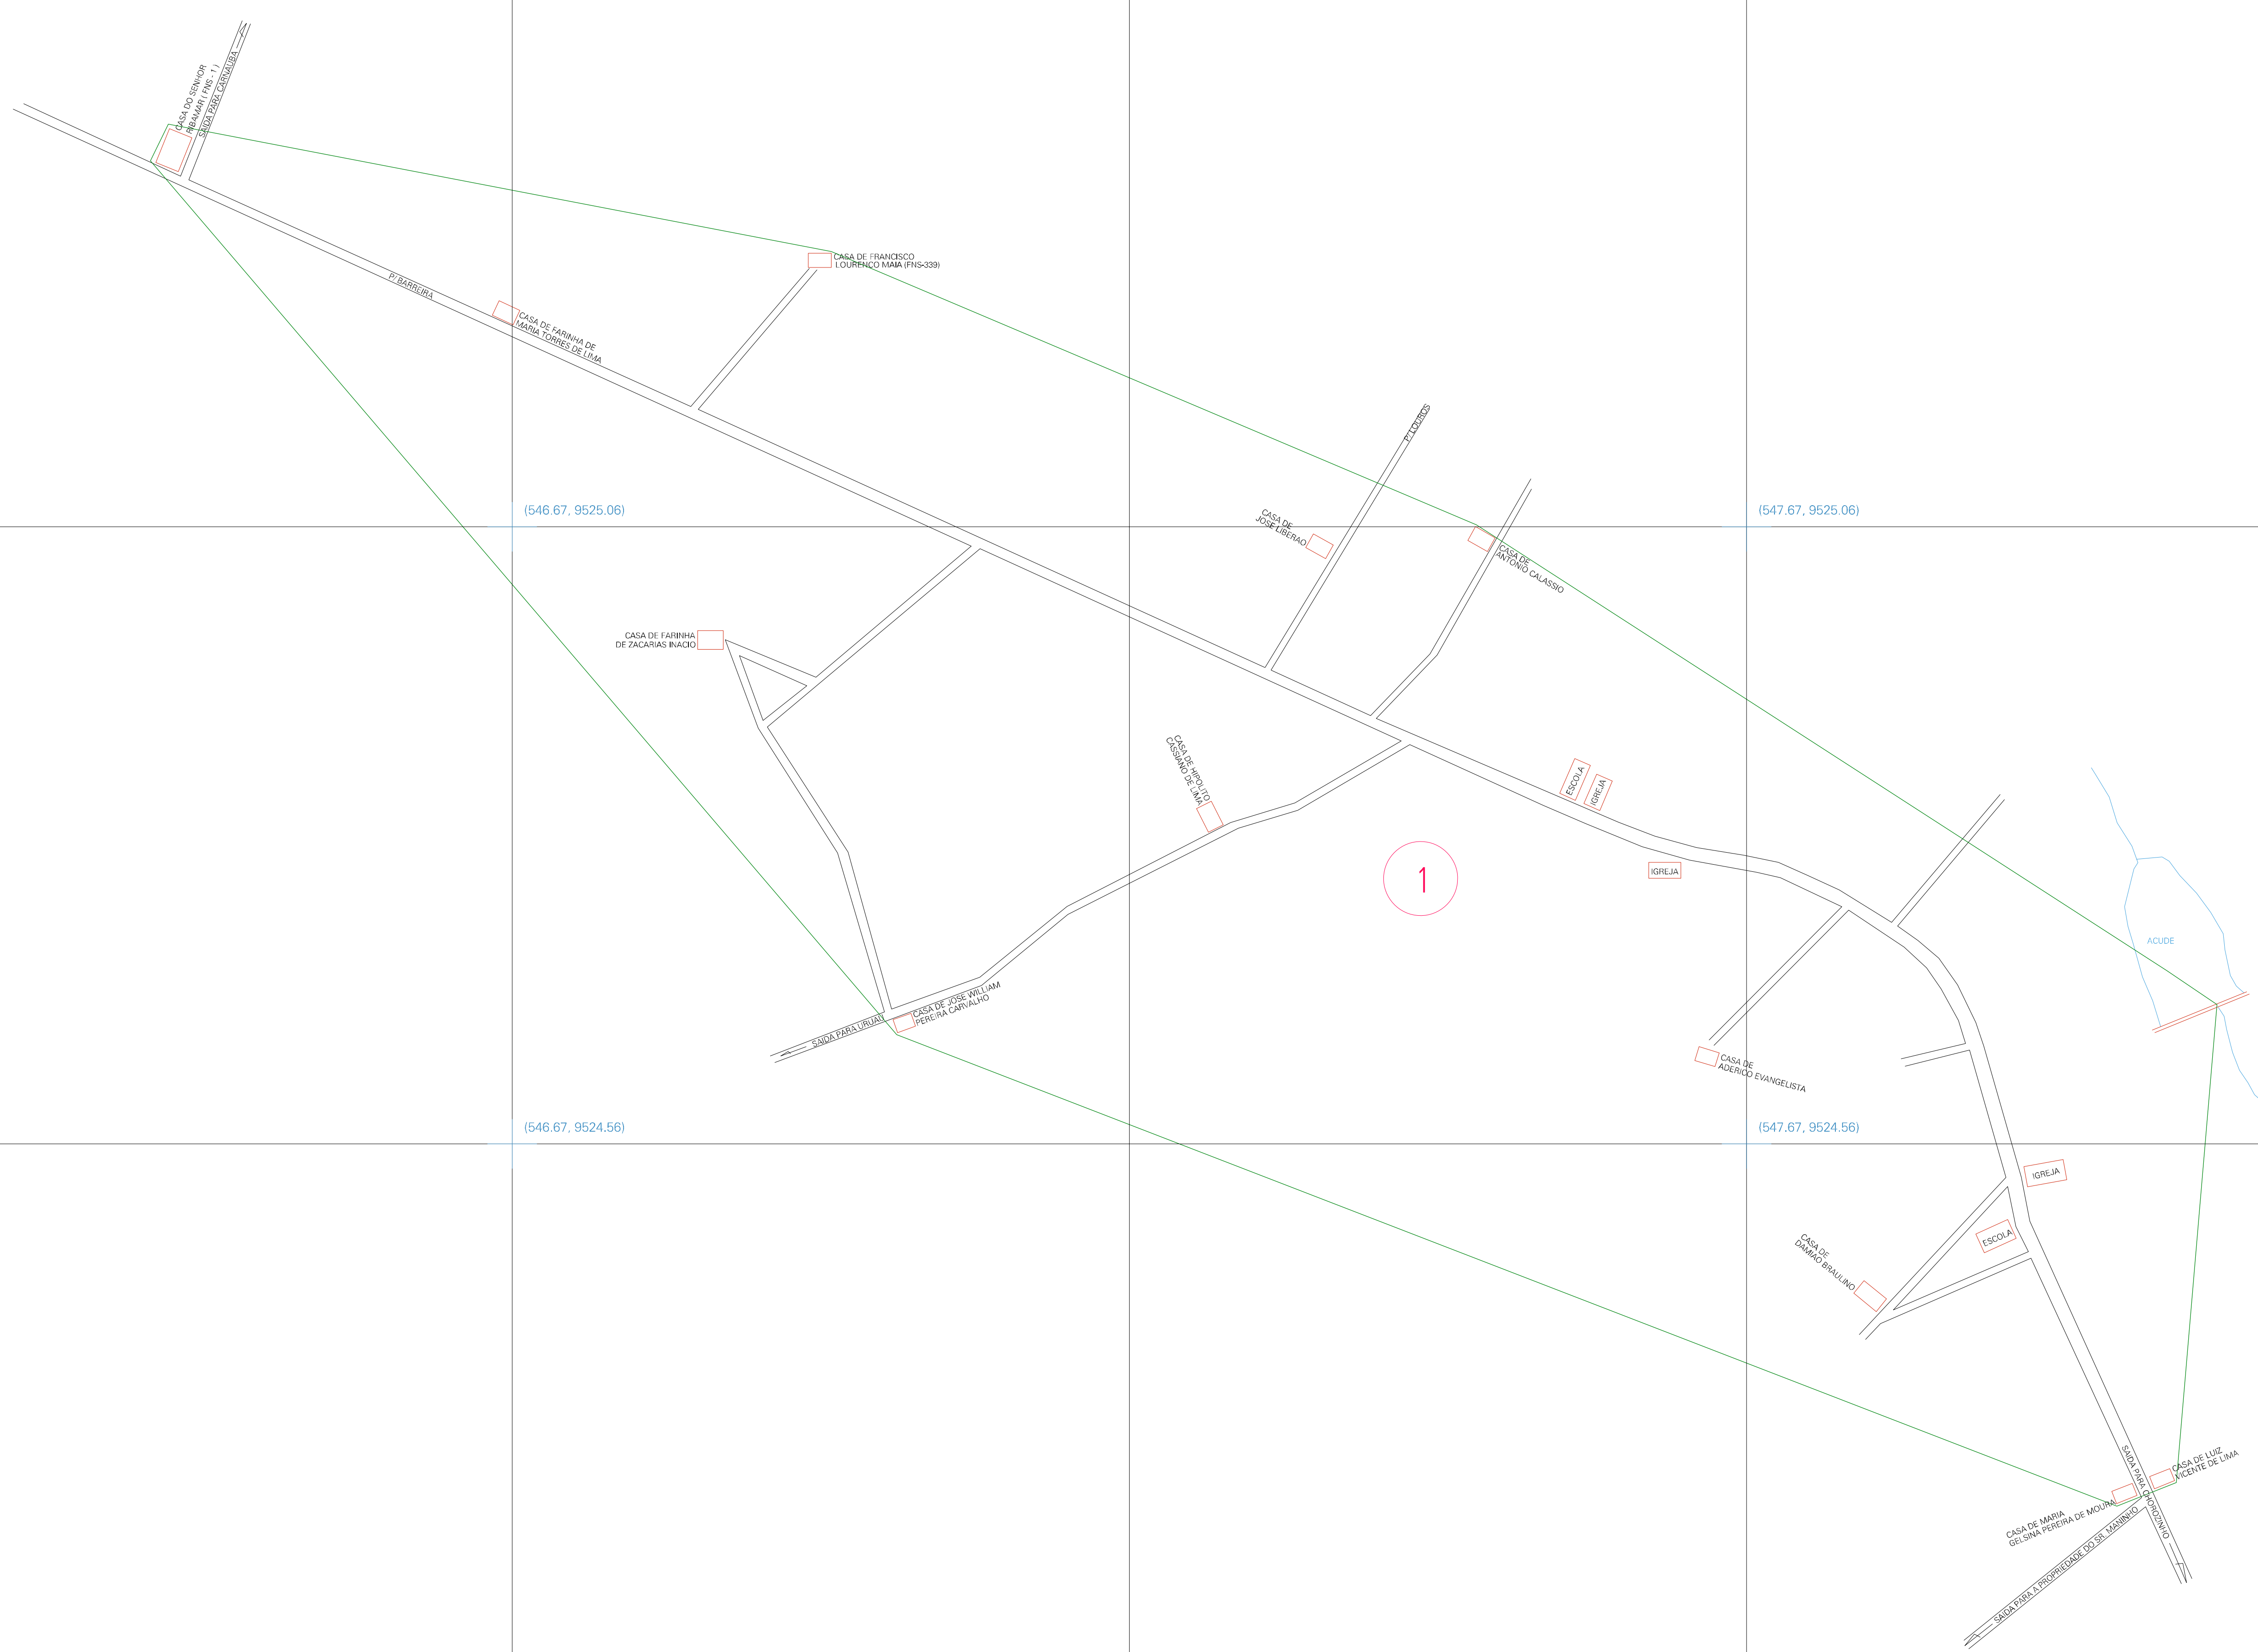 CASA DO SENHOR
RIBAMAR ( FNS - 1 )
SAIDA PARA CARNAUBA
P/ BARREIRA
CASA DE FRANCISCO
LOURENCO MAIA (FNS-339)
CASA DE FARINHA DE
MARIA TORRES DE LIMA
P/ LOUROS
(546.67, 9525.06)
(547.67, 9525.06)
CASA DE
JOSE LIBERAO
CASA DE
ANTONIO CALASSIO
CASA DE FARINHA
DE ZACARIAS INACIO
CASA DE HIPOLITO
CASSIANO DE LIMA
ESCOLA
IGREJA
IGREJA
1
ACUDE
CASA DE JOSE WILLIAM
PEREIRA CARVALHO
SAIDA PARA URUAU
CASA DE
ADERICO EVANGELISTA
(546.67, 9524.56)
(547.67, 9524.56)
IGREJA
ESCOLA
CASA DE
DAMIAO BRAULINO
SAIDA PARA CHOROZINHO
CASA DE LUIZ
VICENTE DE LIMA
CASA DE MARIA
GELSINA PEREIRA DE MOURA
SAIDA PARA A PROPRIEDADE DO SR. MANINHO